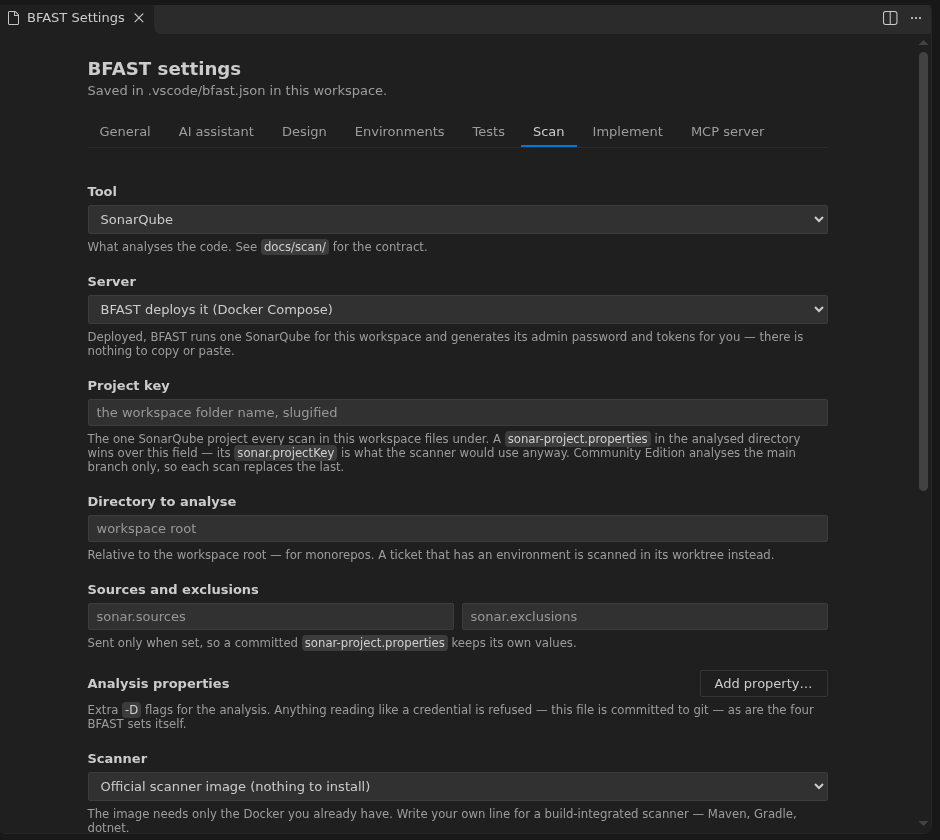 BFAST Settings
BFAST settings
Saved in .vscode/bfast.json in this workspace.
General AI assistant Design Environments Tests Scan Implement MCP server
Tool
SonarQube
What analyses the code. See docs/scan/ for the contract.
Server
BFAST deploys it (Docker Compose)
Deployed, BFAST runs one SonarQube for this workspace and generates its admin password and tokens for you — there is
nothing to copy or paste.
Project key
the workspace folder name, slugified
The one SonarQube project every scan in this workspace files under. A sonar-project.properties in the analysed directory
wins over this field — its sonar.projectKey is what the scanner would use anyway. Community Edition analyses the main
branch only, so each scan replaces the last.
Directory to analyse
workspace root
Relative to the workspace root — for monorepos. A ticket that has an environment is scanned in its worktree instead.
Sources and exclusions
sonar.sources sonar.exclusions
Sent only when set, so a committed sonar-project.properties keeps its own values.
Analysis properties Add property...
Extra -D flags for the analysis. Anything reading like a credential is refused — this file is committed to git — as are the four
BFAST sets itself.
Scanner
Official scanner image (nothing to install)
The image needs only the Docker you already have. Write your own line for a build-integrated scanner — Maven, Gradle,
dotnet.